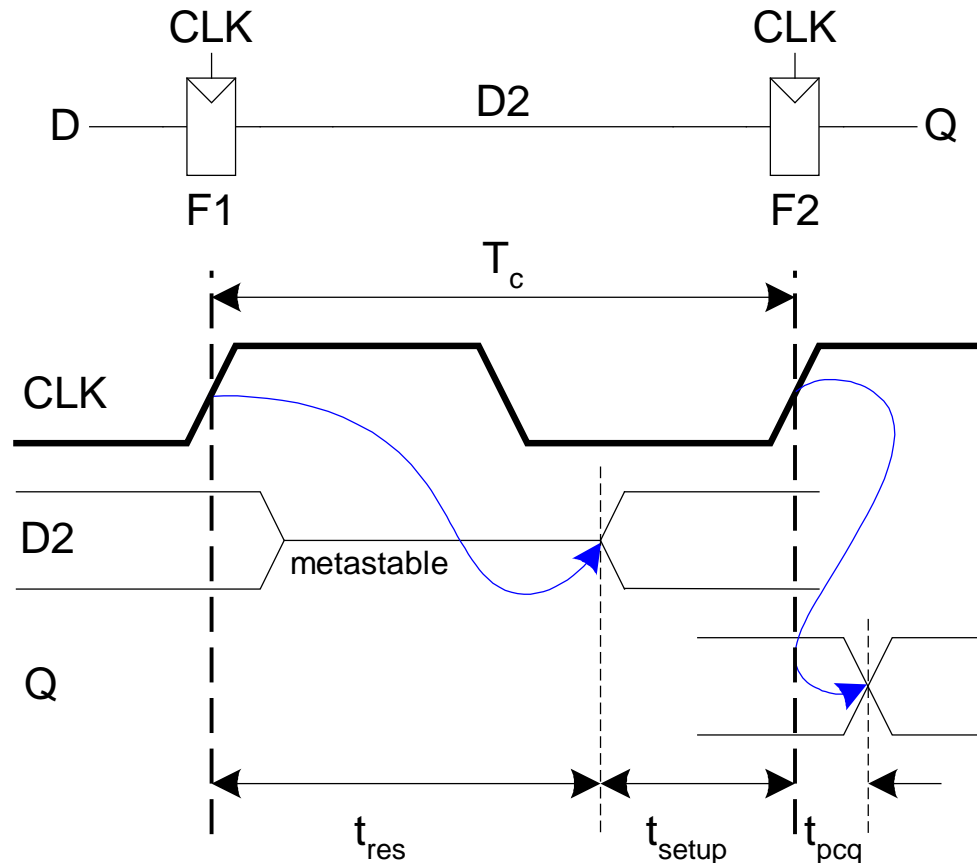 CLK CLK
D D2 Q
F1 F2
Tc
CLK
D2
metastable
Q
tres tsetup tpcq